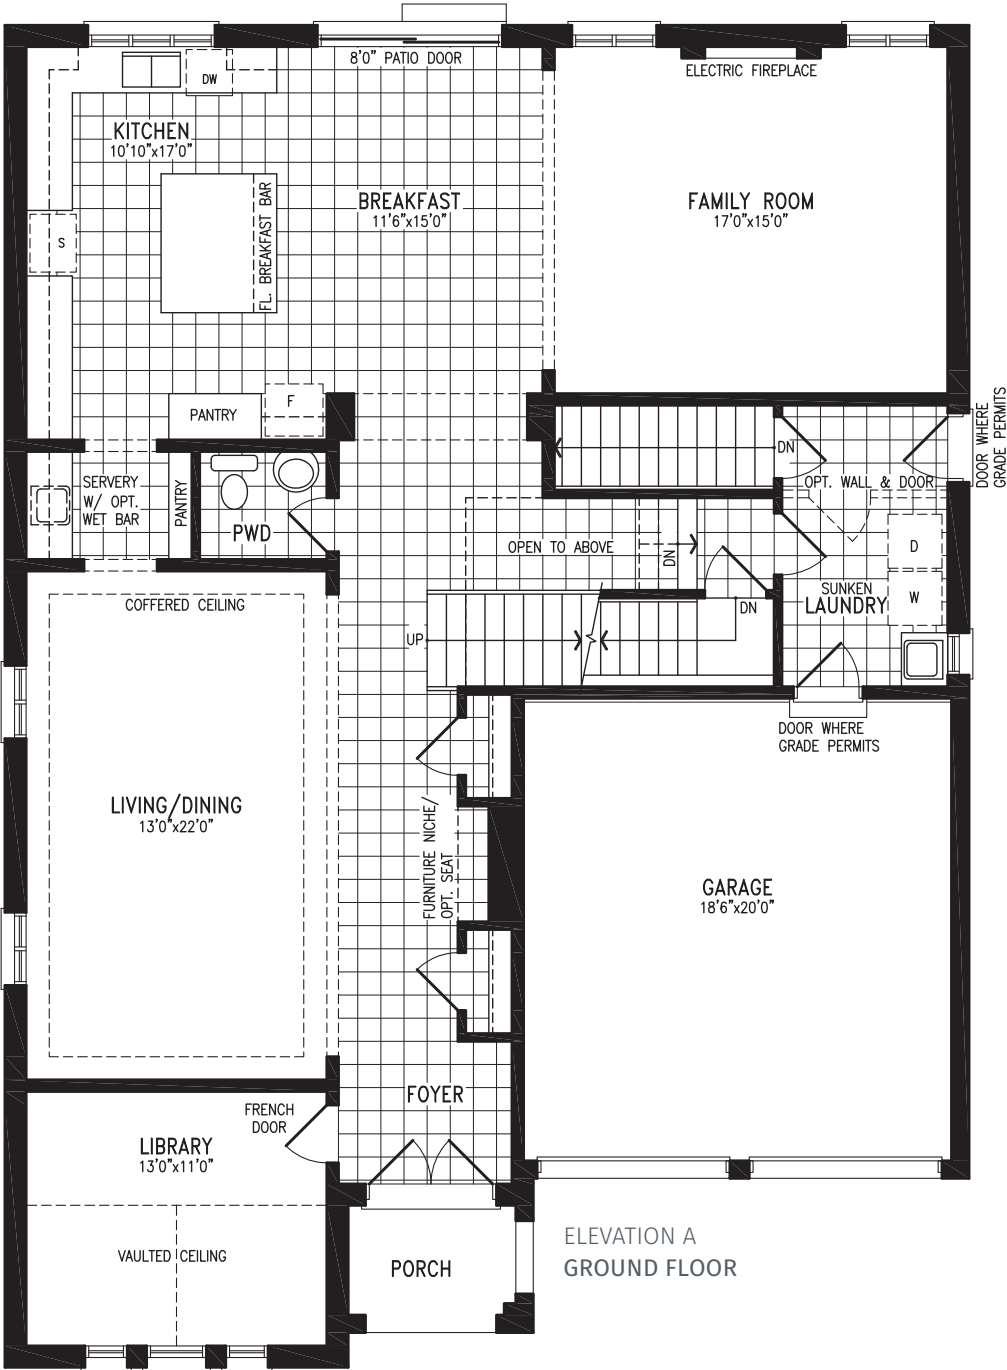 8'0" PATIO DOOR
ELECTRIC FIREPLACE
DW
KITCHEN
10'10"x17'0"
BREAKFAST
11'6"x15'0"
FAMILY ROOM
17'0"x15'0"
S
FL. BREAKFAST BAR
F
PANTRY
DOOR WHERE
GRADE PERMITS
DN
OPT. WALL & DOOR
SERVERY
W/ OPT.
WET BAR
PANTRY
PWD
OPEN TO ABOVE
DN
D
SUNKEN
LAUNDRY
W
DN
COFFERED CEILING
UP
DOOR WHERE
GRADE PERMITS
LIVING/DINING
13'0"x22'0"
FURNITURE NICHE/
OPT. SEAT
GARAGE
18'6"x20'0"
FOYER
FRENCH
DOOR
LIBRARY
13'0"x11'0"
VAULTED CEILING
PORCH
ELEVATION A
GROUND FLOOR